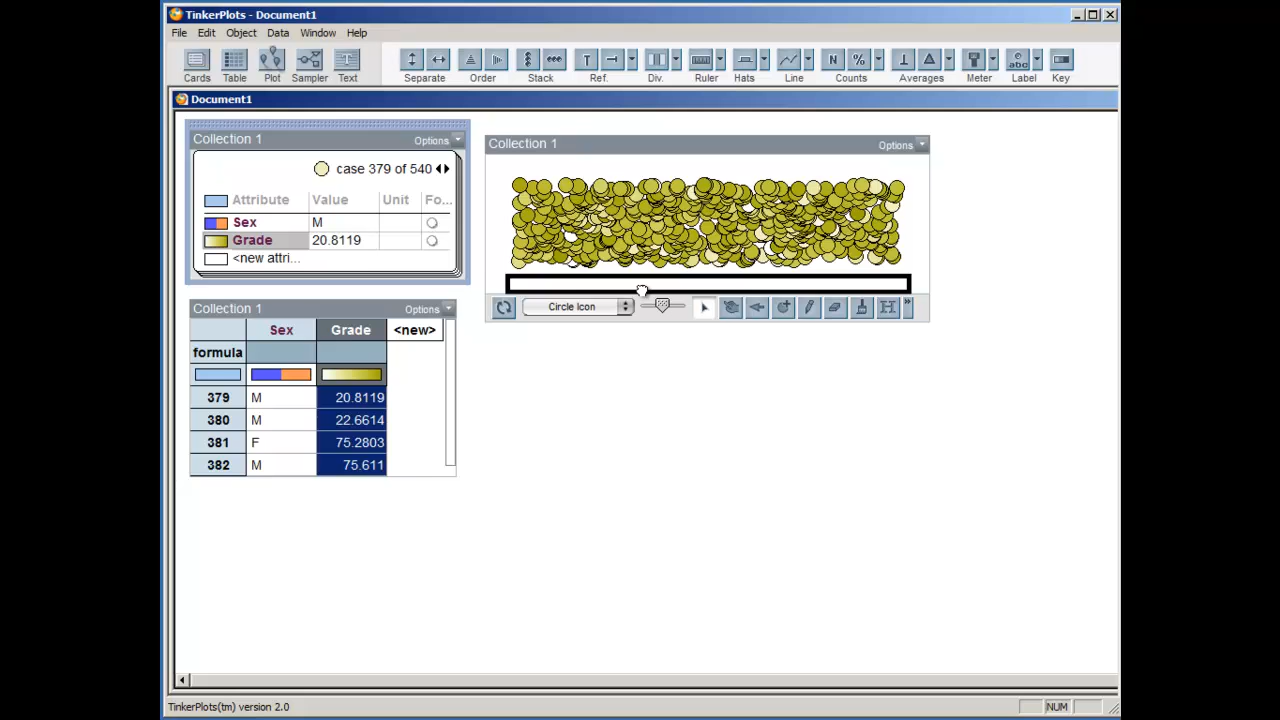 TinkerPlots - Document1
File Edit Object Data Window Help
Cards Table Plot Sampler Text Separate Order Stack Ref. Div. Ruler Hats Line Counts Averages Meter Label Key
Document1
Collection 1 Options
case 379 of 540
Attribute Value Unit Fo...
Sex M
Grade 20.8119
<new attri...
Collection 1 Options
Circle Icon
Collection 1 Options
Sex Grade <new>
formula
379 M 20.8119
380 M 22.6614
381 F 75.2803
382 M 75.611
TinkerPlots(tm) version 2.0 NUM